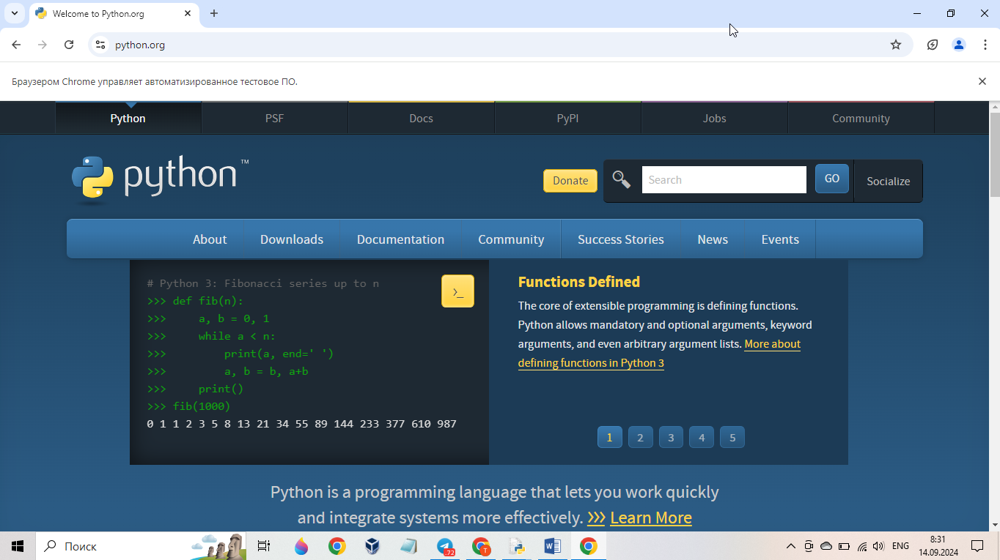 Welcome to Python.org
python.org
Браузером Chrome управляет автоматизированное тестовое ПО.
Python PSF Docs PyPI Jobs Community
python™
Donate Search GO Socialize
About Downloads Documentation Community Success Stories News Events
# Python 3: Fibonacci series up to n
>>> def fib(n):
>>>     a, b = 0, 1
>>>     while a < n:
>>>         print(a, end=' ')
>>>         a, b = b, a+b
>>>     print()
>>> fib(1000)
0 1 1 2 3 5 8 13 21 34 55 89 144 233 377 610 987
>_
Functions Defined
The core of extensible programming is defining functions.
Python allows mandatory and optional arguments, keyword
arguments, and even arbitrary argument lists. More about
defining functions in Python 3
1 2 3 4 5
Python is a programming language that lets you work quickly
and integrate systems more effectively. >>> Learn More
Поиск
72
T
W
ENG
8:31
14.09.2024